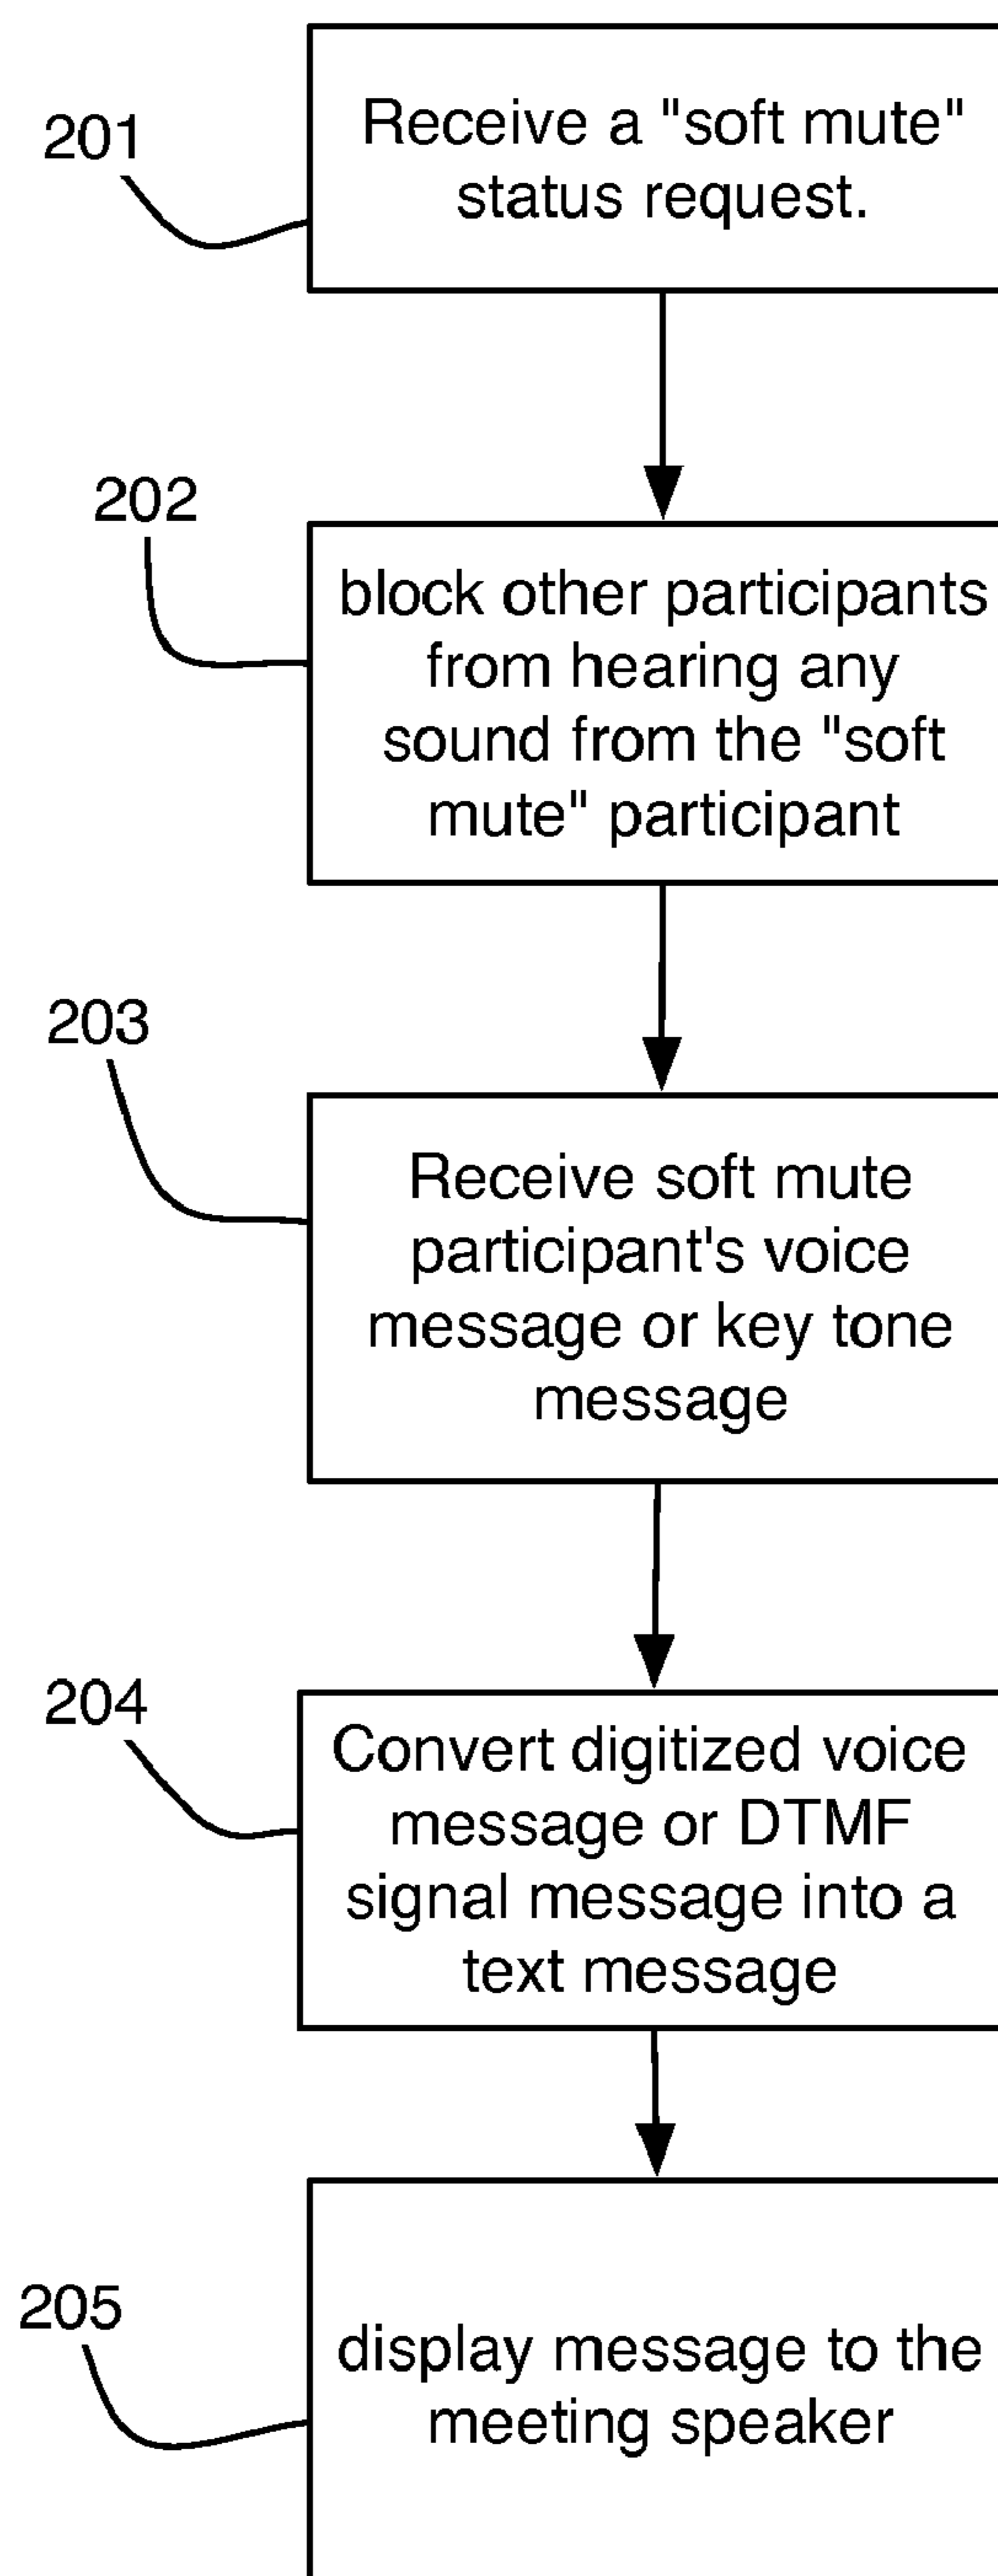 201
Receive a "soft mute"
status request.
202
block other participants
from hearing any
sound from the "soft
mute" participant
203
Receive soft mute
participant's voice
message or key tone
message
204
Convert digitized voice
message or DTMF
signal message into a
text message
205
display message to the
meeting speaker